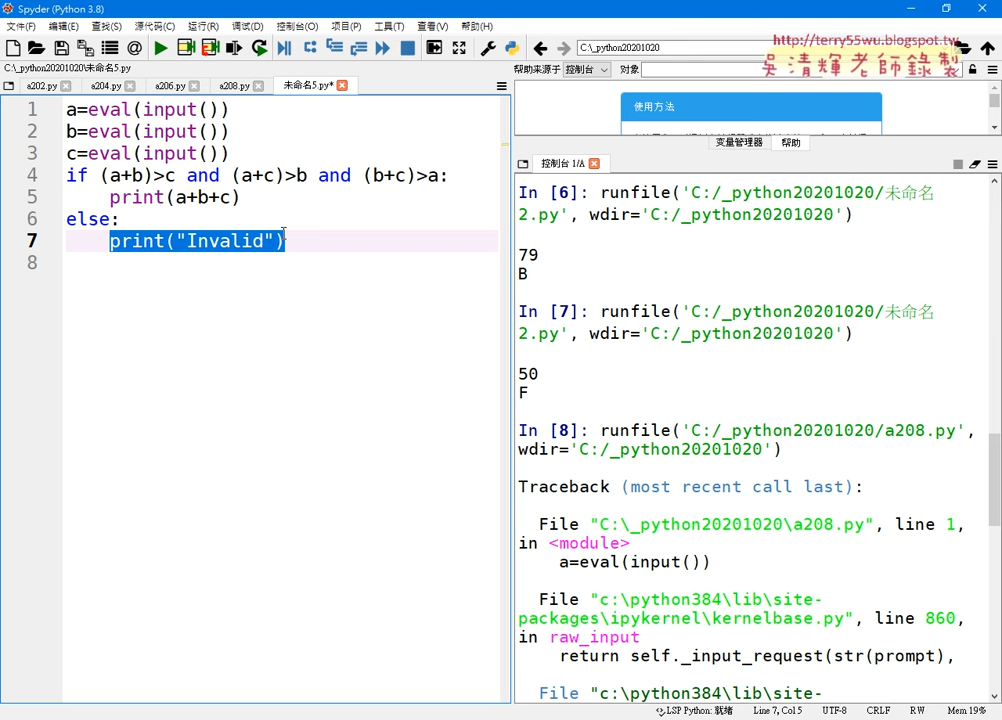 Spyder (Python 3.8)
文件(F) 编辑(E) 查找(S) 源代码(C) 运行(R) 调试(D) 控制台(O) 项目(P) 工具(T) 查看(V) 帮助(H)
C:\_python20201020
http://terry55wu.blogspot.tw
吳清輝老師錄製
C:\_python20201020\未命名5.py
帮助来源于 控制台 对象
a202.py a204.py a206.py a208.py 未命名5.py*
使用方法
变量管理器 帮助
控制台 1/A
1 a=eval(input())
2 b=eval(input())
3 c=eval(input())
4 if (a+b)>c and (a+c)>b and (b+c)>a:
5 print(a+b+c)
6 else:
7 print("Invalid")
8
In [6]: runfile('C:/_python20201020/未命名
2.py', wdir='C:/_python20201020')
79
B
In [7]: runfile('C:/_python20201020/未命名
2.py', wdir='C:/_python20201020')
50
F
In [8]: runfile('C:/_python20201020/a208.py',
wdir='C:/_python20201020')
Traceback (most recent call last):
File "C:\_python20201020\a208.py", line 1,
in <module>
a=eval(input())
File "c:\python384\lib\site-
packages\ipykernel\kernelbase.py", line 860,
in raw_input
return self._input_request(str(prompt),
File "c:\python384\lib\site-
LSP Python: 就绪 Line 7, Col 5 UTF-8 CRLF RW Mem 19%